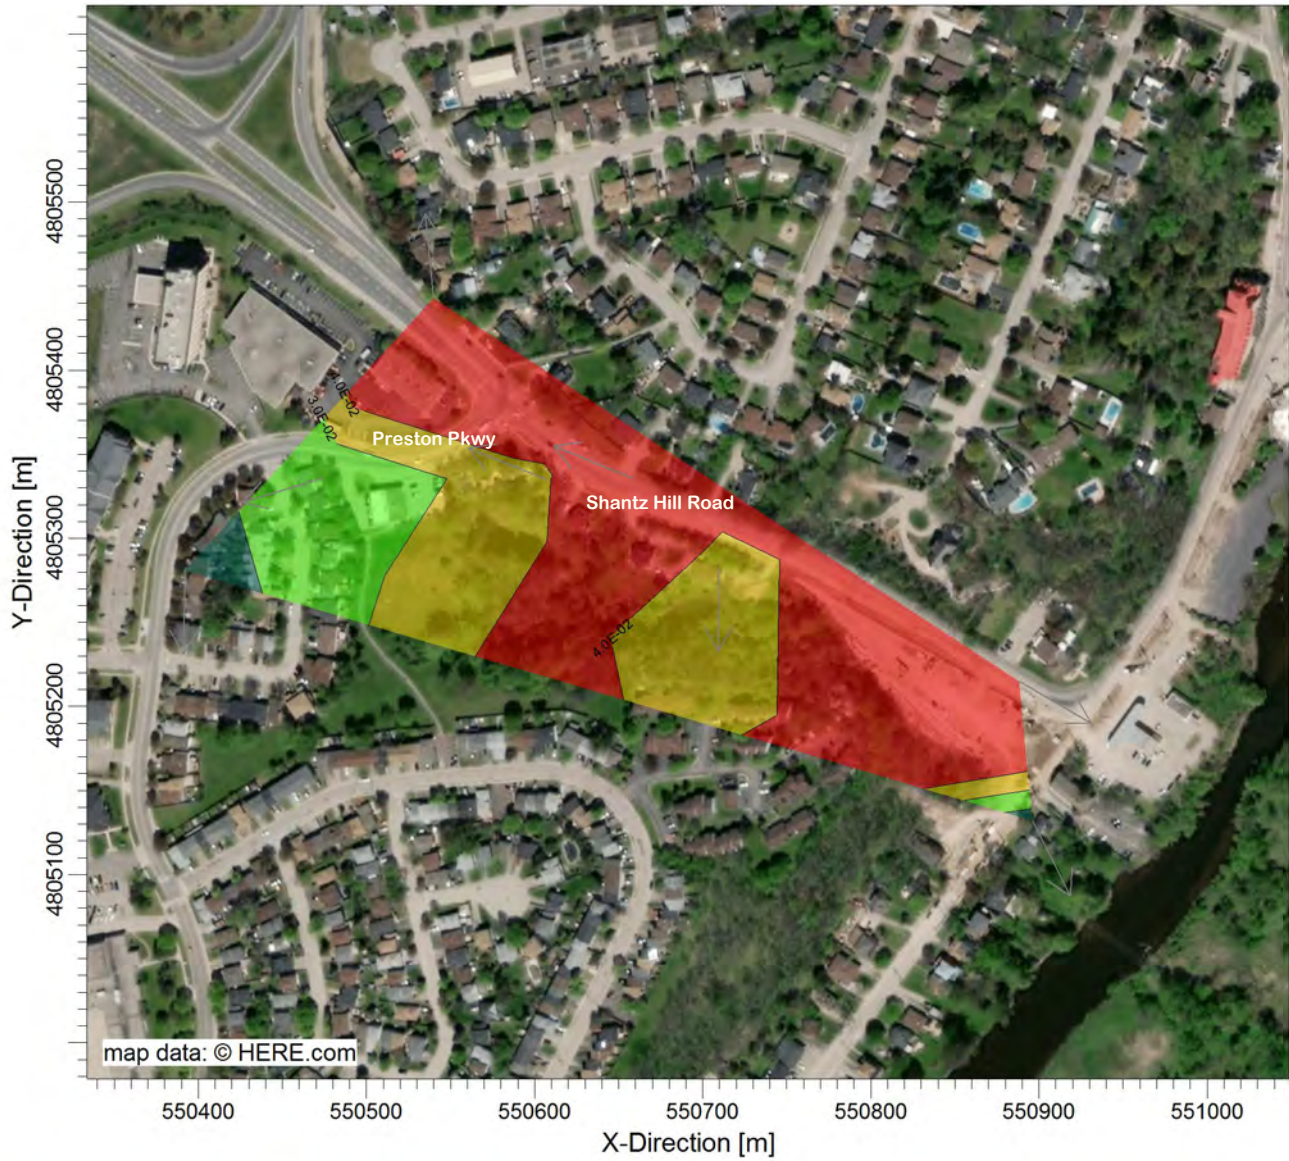 4805500
4805400
4805300
4805200
4805100
Y-Direction [m]
4.0E-02
3.0E-02
Preston Pkwy
Shantz Hill Road
4.0E-02
map data: © HERE.com
550400 550500 550600 550700 550800 550900 551000
X-Direction [m]